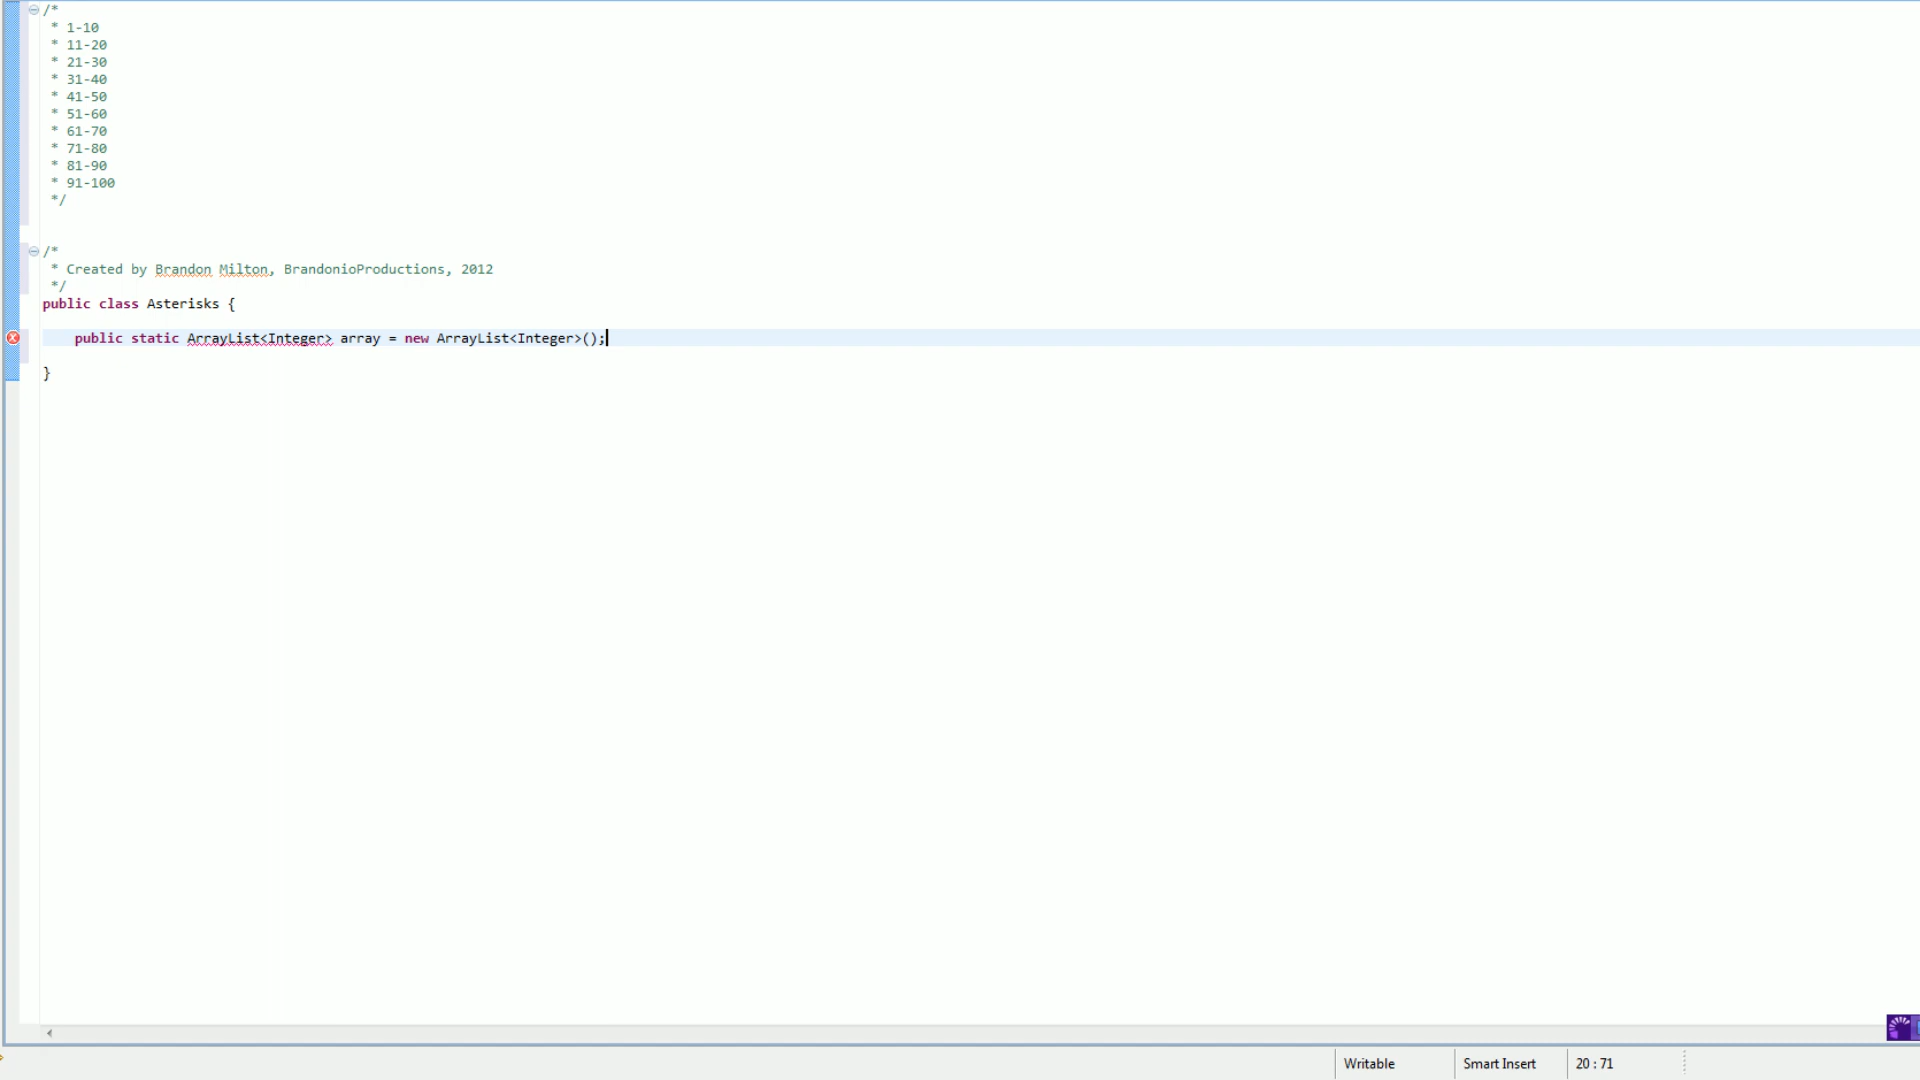 /*
* 1-10
* 11-20
* 21-30
* 31-40
* 41-50
* 51-60
* 61-70
* 71-80
* 81-90
* 91-100
*/
/*
* Created by Brandon Milton, BrandonioProductions, 2012
*/
public class Asterisks {
public static ArrayList<Integer> array = new ArrayList<Integer>();
}
Writable
Smart Insert
20 : 71